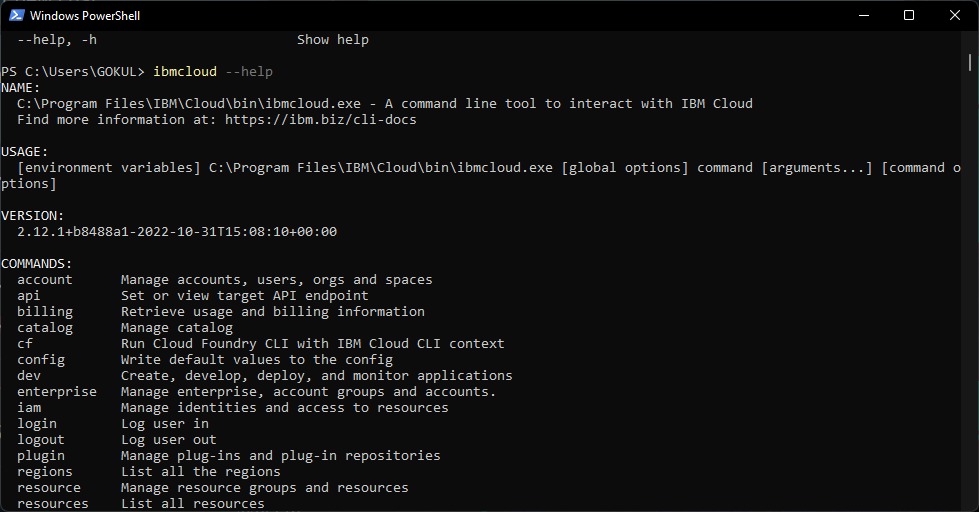 Windows PowerShell
--help, -h                         Show help
PS C:\Users\GOKUL> ibmcloud --help
NAME:
  C:\Program Files\IBM\Cloud\bin\ibmcloud.exe - A command line tool to interact with IBM Cloud
  Find more information at: https://ibm.biz/cli-docs
USAGE:
  [environment variables] C:\Program Files\IBM\Cloud\bin\ibmcloud.exe [global options] command [arguments...] [command o
ptions]
VERSION:
  2.12.1+b8488a1-2022-10-31T15:08:10+00:00
COMMANDS:
  account      Manage accounts, users, orgs and spaces
  api          Set or view target API endpoint
  billing      Retrieve usage and billing information
  catalog      Manage catalog
  cf           Run Cloud Foundry CLI with IBM Cloud CLI context
  config       Write default values to the config
  dev          Create, develop, deploy, and monitor applications
  enterprise   Manage enterprise, account groups and accounts.
  iam          Manage identities and access to resources
  login        Log user in
  logout       Log user out
  plugin       Manage plug-ins and plug-in repositories
  regions      List all the regions
  resource     Manage resource groups and resources
  resources    List all resources